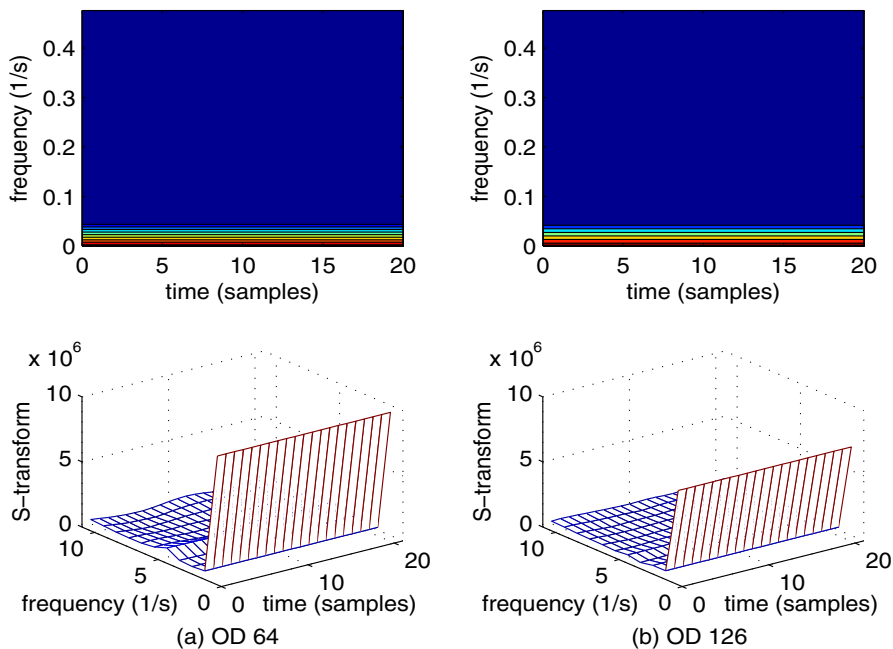 0.4
0.3
0.2
0.1
0
frequency (1/s)
0 5 10 15 20
time (samples)
0.4
0.3
0.2
0.1
0
frequency (1/s)
0 5 10 15 20
time (samples)
x 10^6
10
5
0
S−transform
10
5
0
frequency (1/s)
0
10
20
time (samples)
(a) OD 64
x 10^6
10
5
0
S−transform
10
5
0
frequency (1/s)
0
10
20
time (samples)
(b) OD 126